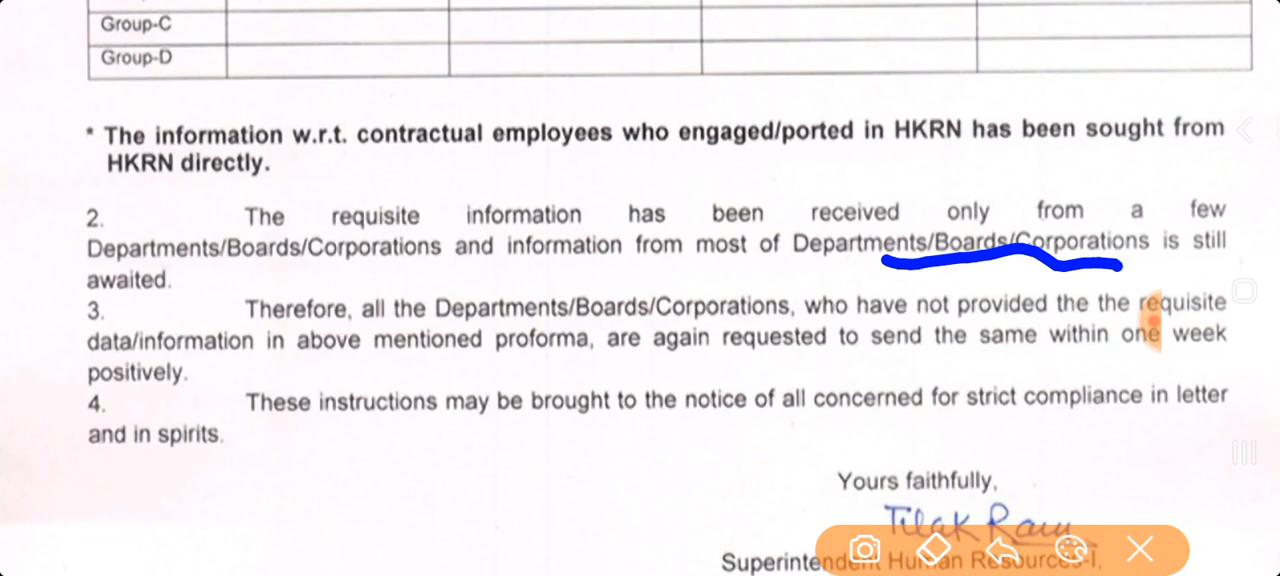 Group-C
Group-D
* The information w.r.t. contractual employees who engaged/ported in HKRN has been sought from
HKRN directly.
2. The requisite information has been received only from a few
Departments/Boards/Corporations and information from most of Departments/Boards/Corporations is still
awaited.
3. Therefore, all the Departments/Boards/Corporations, who have not provided the the requisite
data/information in above mentioned proforma, are again requested to send the same within one week
positively.
4. These instructions may be brought to the notice of all concerned for strict compliance in letter
and in spirits.
Yours faithfully,
Tilak Ram
Superintendent Human Resources-I,